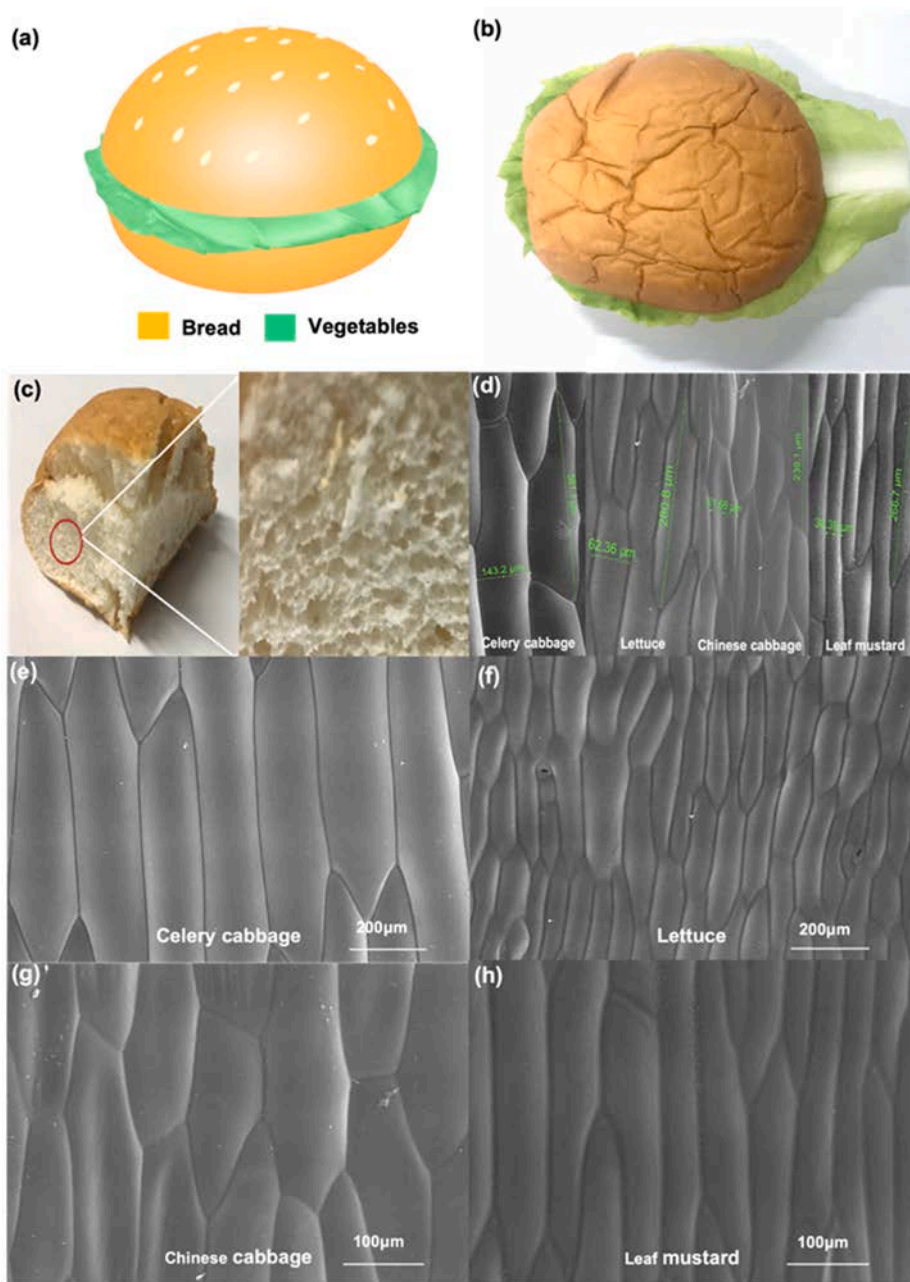 (a)
Bread Vegetables
(b)
(c)
(d)
143.2 µm
62.36 µm
280.8 µm
239.1 µm
Celery cabbage
Lettuce
Chinese cabbage
Leaf mustard
(e)
Celery cabbage
200µm
(f)
Lettuce
200µm
(g)
Chinese cabbage
100µm
(h)
Leaf mustard
100µm